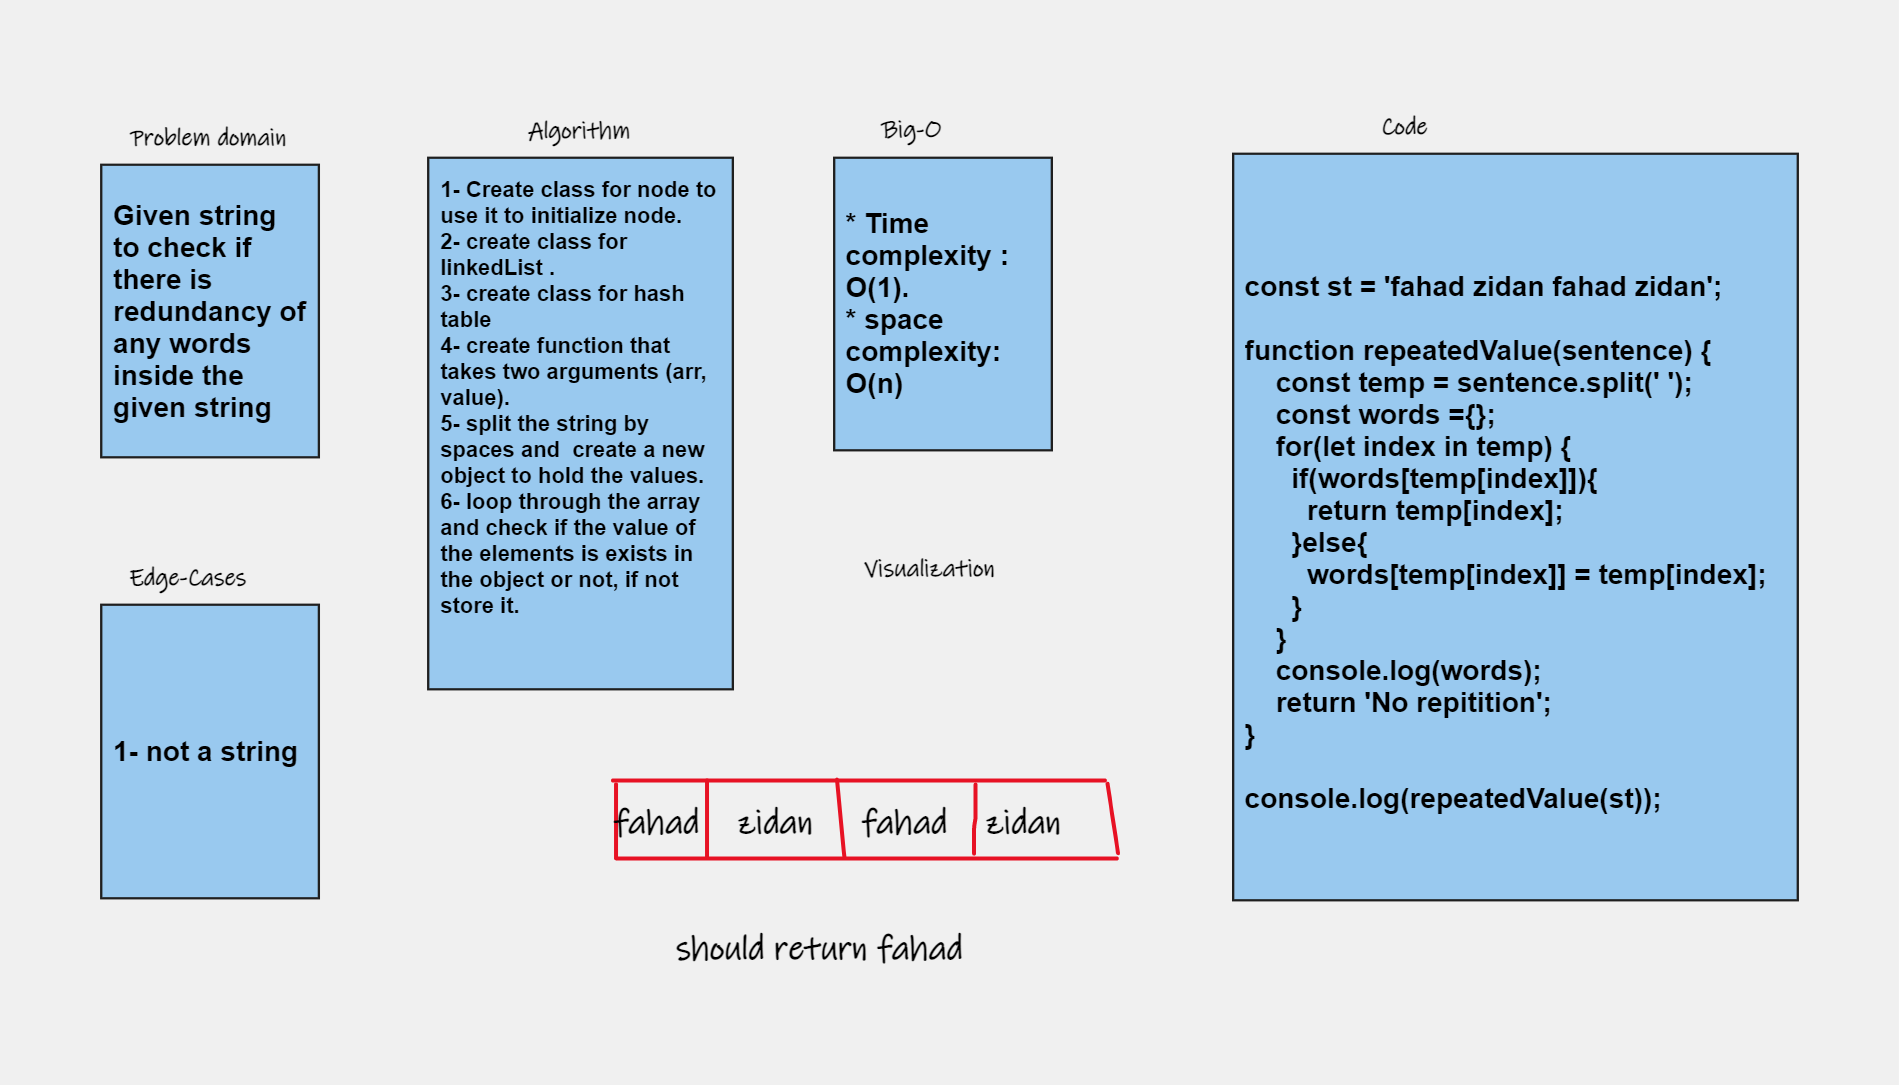 Problem domain
Given string
to check if
there is
redundancy of
any words
inside the
given string
Edge-Cases
1- not a string
Algorithm
1- Create class for node to
use it to initialize node.
2- create class for
linkedList .
3- create class for hash
table
4- create function that
takes two arguments (arr,
value).
5- split the string by
spaces and  create a new
object to hold the values.
6- loop through the array
and check if the value of
the elements is exists in
the object or not, if not
store it.
Big-O
* Time
complexity :
O(1).
* space
complexity:
O(n)
Visualization
fahad zidan fahad zidan
should return fahad
Code
const st = 'fahad zidan fahad zidan';
function repeatedValue(sentence) {
const temp = sentence.split(' ');
const words ={};
for(let index in temp) {
if(words[temp[index]]){
return temp[index];
}else{
words[temp[index]] = temp[index];
}
}
console.log(words);
return 'No repitition';
}
console.log(repeatedValue(st));